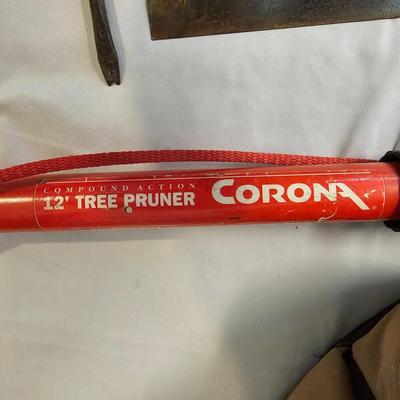 COMPOUND ACTION
12' TREE PRUNER
CORONA®